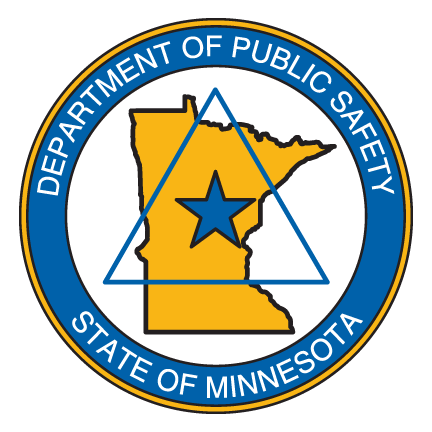 DEPARTMENT OF PUBLIC SAFETY
STATE OF MINNESOTA